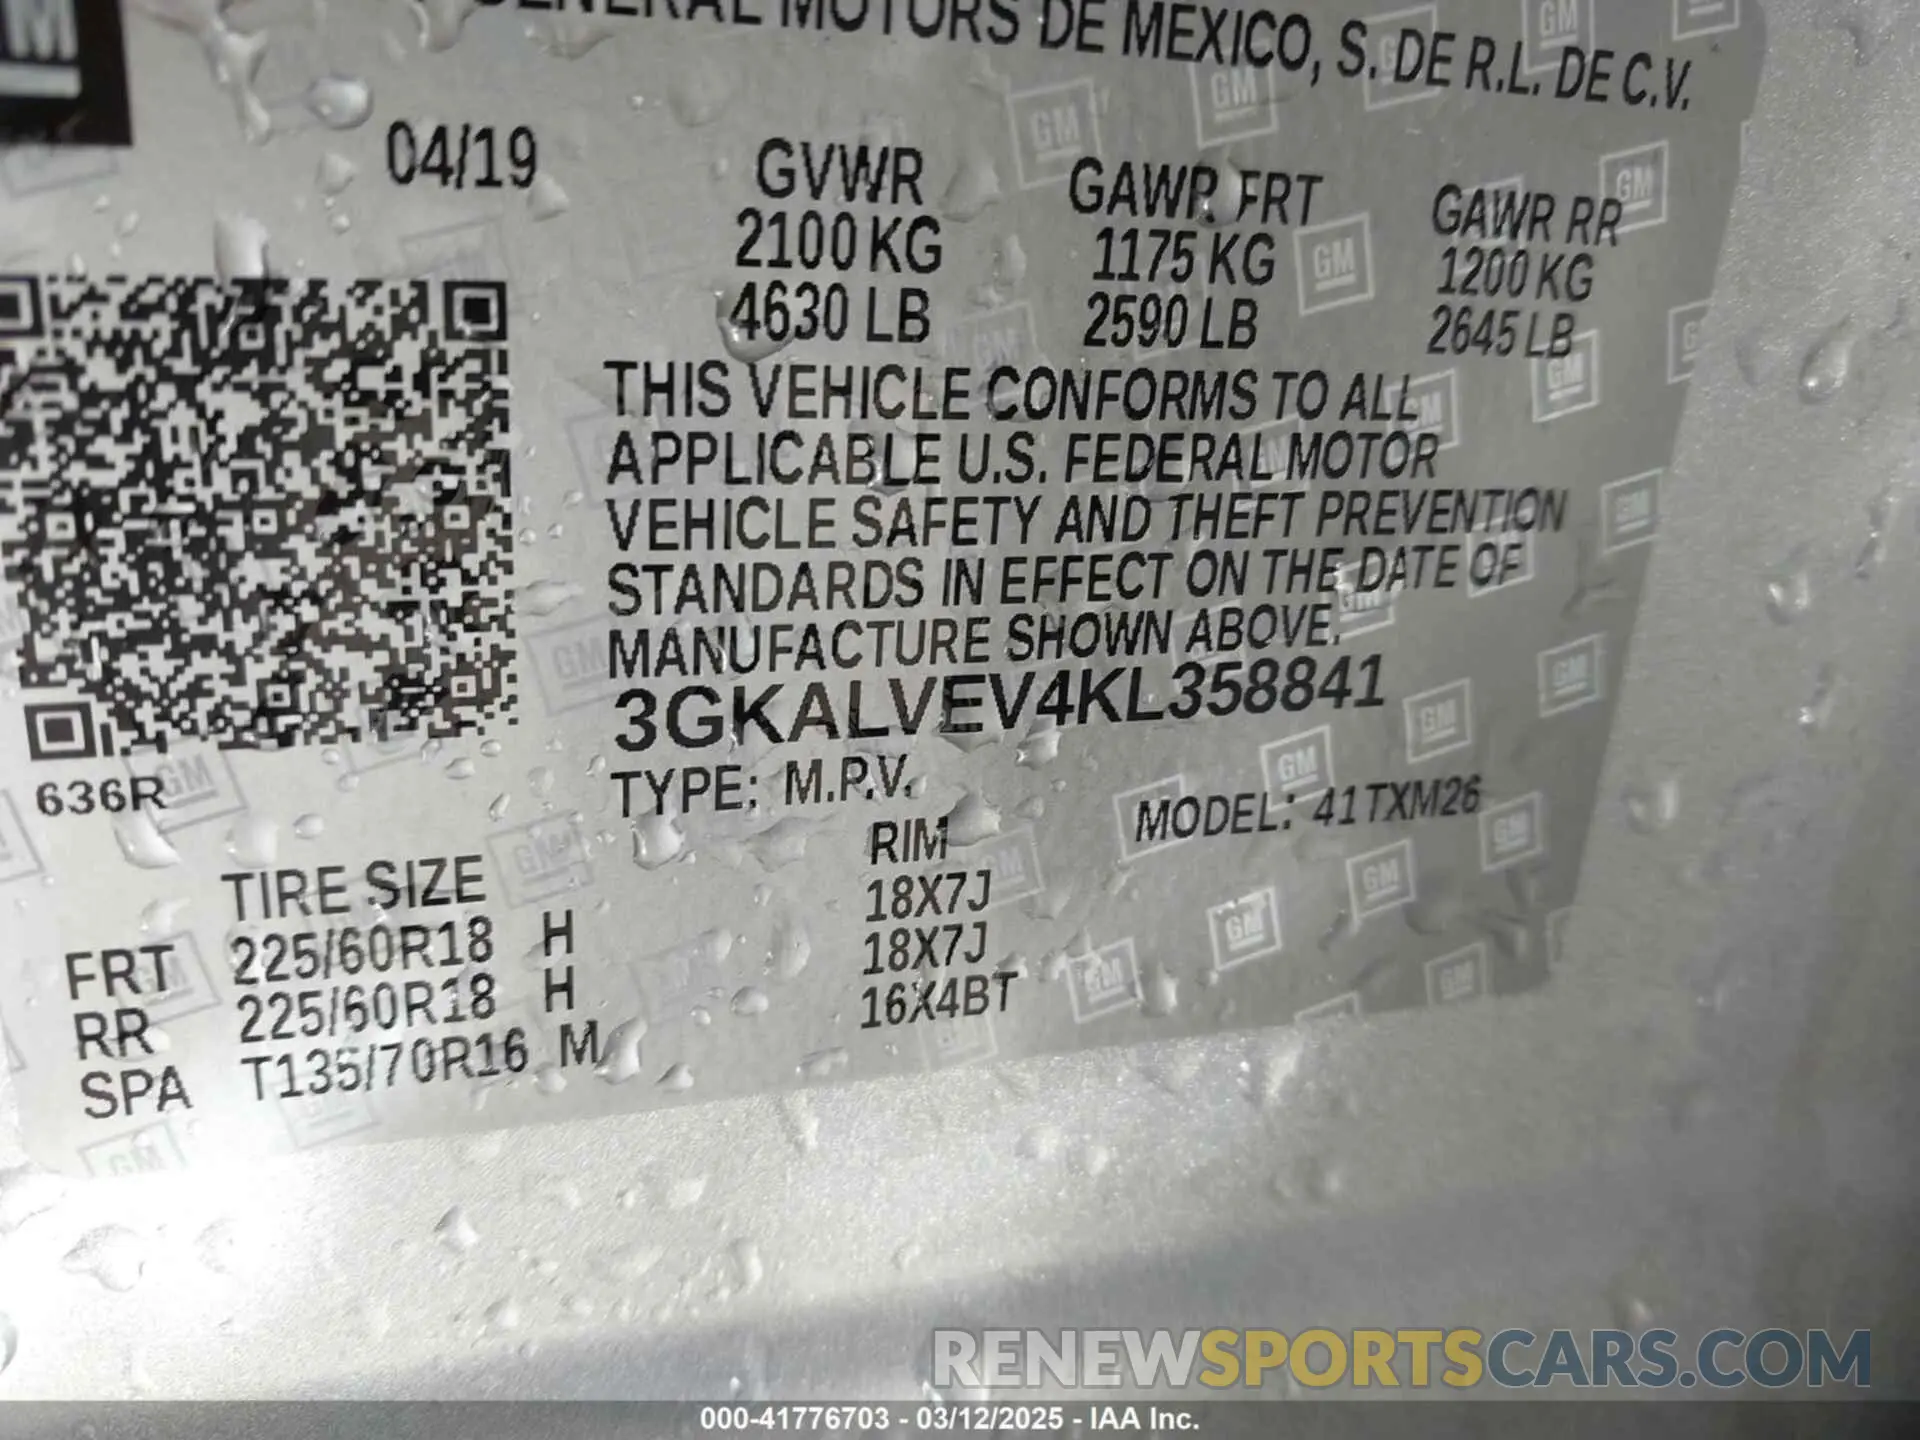 GENERAL MOTORS DE MEXICO, S. DE R.L. DE C.V.
04/19
GVWR GAWR FRT GAWR RR
2100 KG 1175 KG 1200 KG
4630 LB 2590 LB 2645 LB
THIS VEHICLE CONFORMS TO ALL
APPLICABLE U.S. FEDERAL MOTOR
VEHICLE SAFETY AND THEFT PREVENTION
STANDARDS IN EFFECT ON THE DATE OF
MANUFACTURE SHOWN ABOVE.
3GKALVEV4KL358841
636R
TYPE: M.P.V. MODEL: 41TXM26
TIRE SIZE RIM
FRT 225/60R18 H 18X7J
RR 225/60R18 H 18X7J
SPA T135/70R16 M 16X4BT
RENEWSPORTSCARS.COM
000-41776703 - 03/12/2025 - IAA Inc.